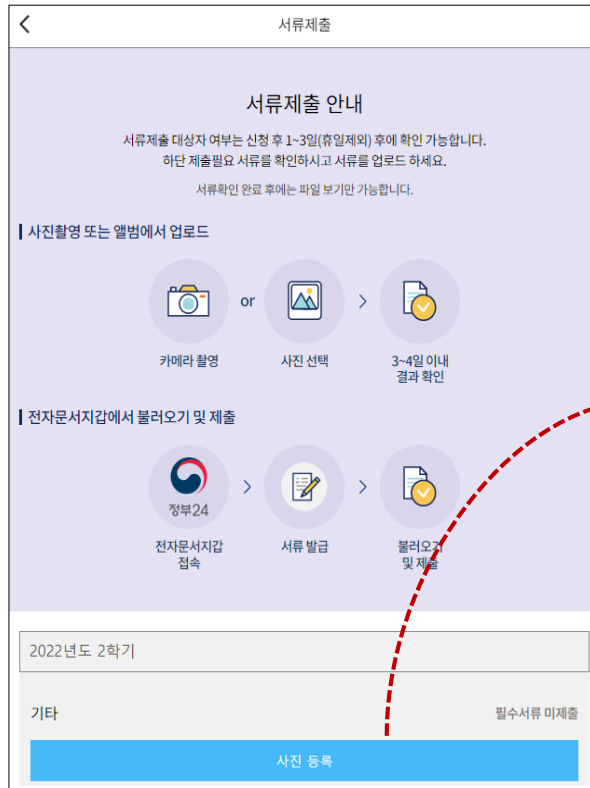 서류제출
서류제출 안내
서류제출 대상자 여부는 신청 후 1~3일(휴일제외) 후에 확인 가능합니다.
하단 제출필요 서류를 확인하시고 서류를 업로드 하세요.
서류확인 완료 후에는 파일 보기만 가능합니다.
사진촬영 또는 앨범에서 업로드
or
카메라 촬영
사진 선택
3~4일 이내
결과 확인
전자문서지갑에서 불러오기 및 제출
정부24
전자문서지갑
접속
서류 발급
불러오기
및 제출
2022년도 2학기
기타
필수서류 미제출
사진 등록